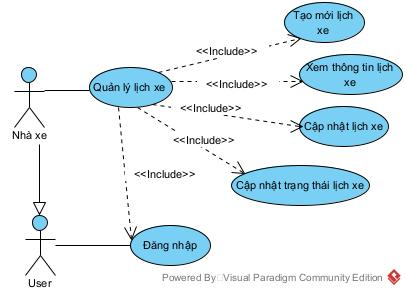 Tạo mới lịch
xe
<<Include>>
Xem thông tin lịch
xe
Quản lý lịch xe
<<Include>>
<<Include>>
Cập nhật lịch xe
Nhà xe
<<Include>>
<<Include>>
Cập nhật trạng thái lịch xe
Đăng nhập
User
Powered By Visual Paradigm Community Edition